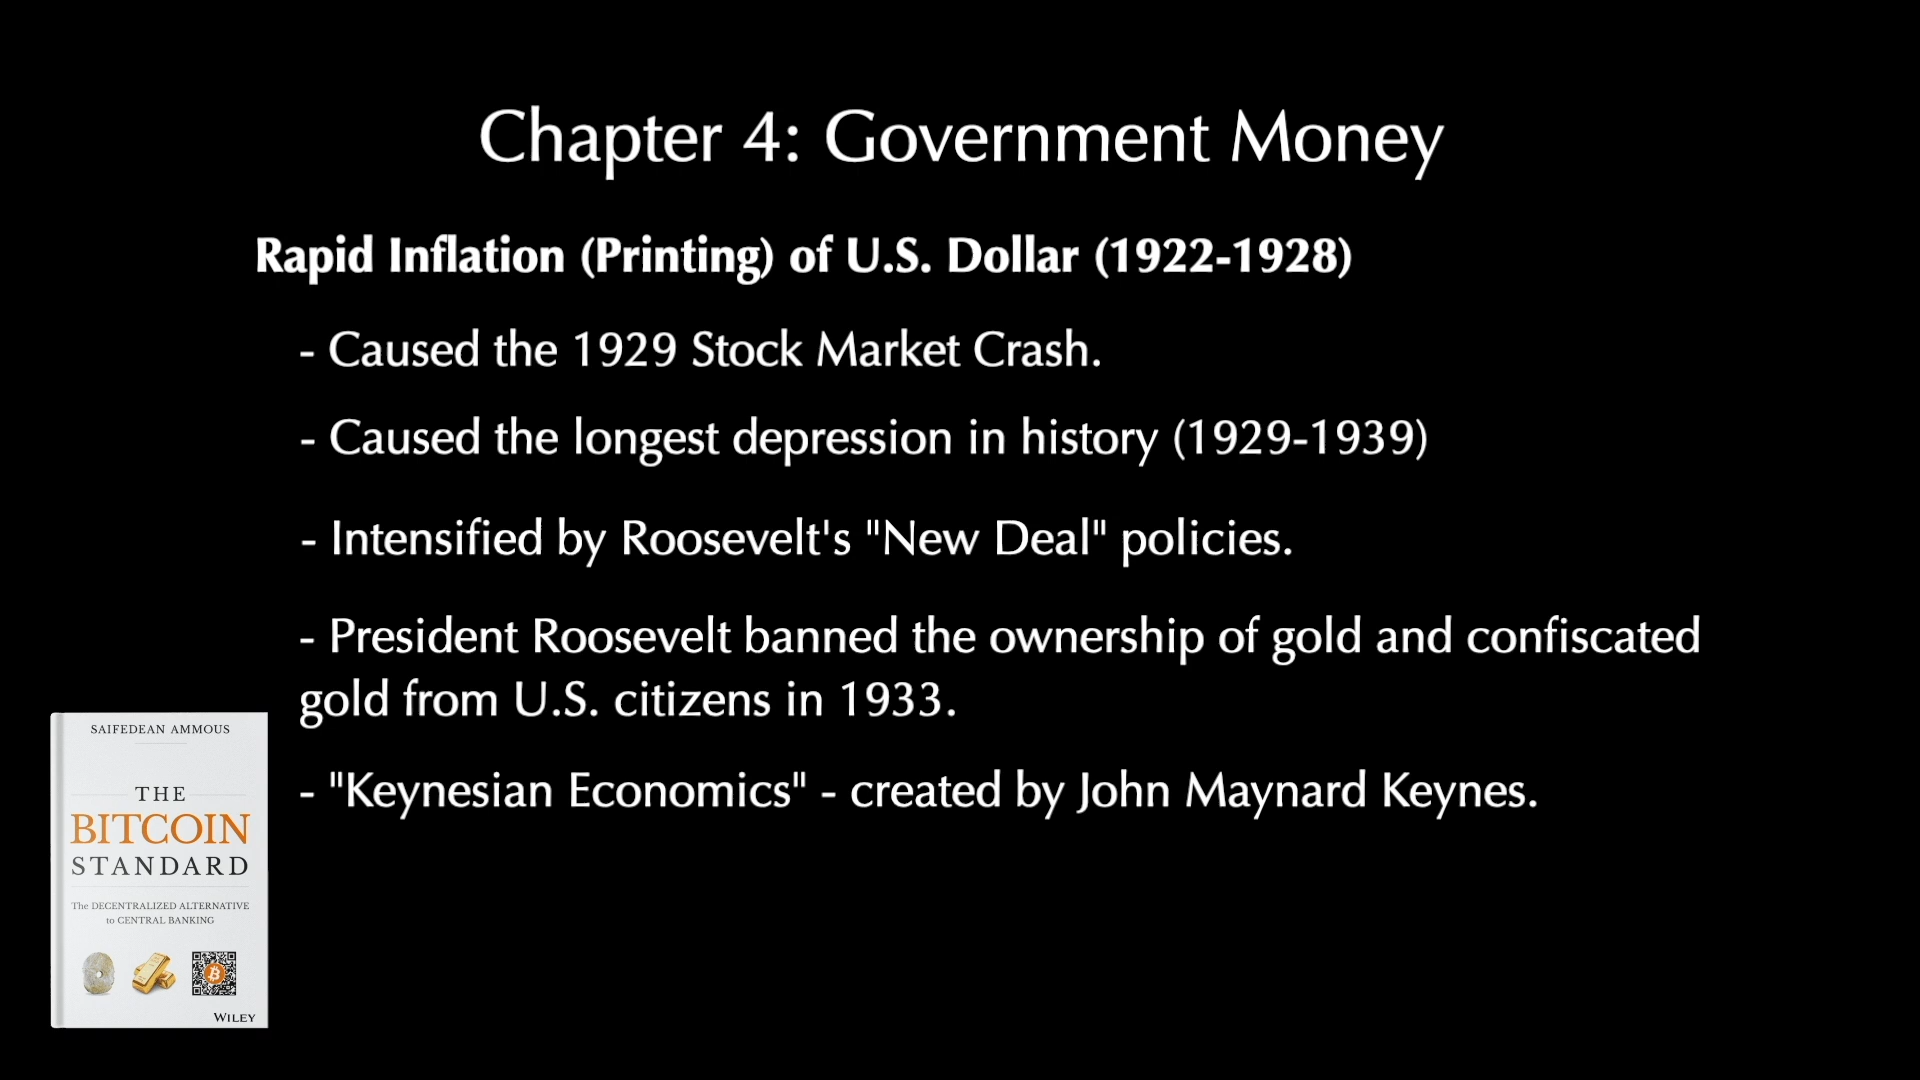 Chapter 4: Government Money
Rapid Inflation (Printing) of U.S. Dollar (1922-1928)
- Caused the 1929 Stock Market Crash.
- Caused the longest depression in history (1929-1939)
- Intensified by Roosevelt's "New Deal" policies.
- President Roosevelt banned the ownership of gold and confiscated
gold from U.S. citizens in 1933.
- "Keynesian Economics" - created by John Maynard Keynes.
SAIFEDEAN AMMOUS
THE
BITCOIN
STANDARD
The DECENTRALIZED ALTERNATIVE
to CENTRAL BANKING
WILEY